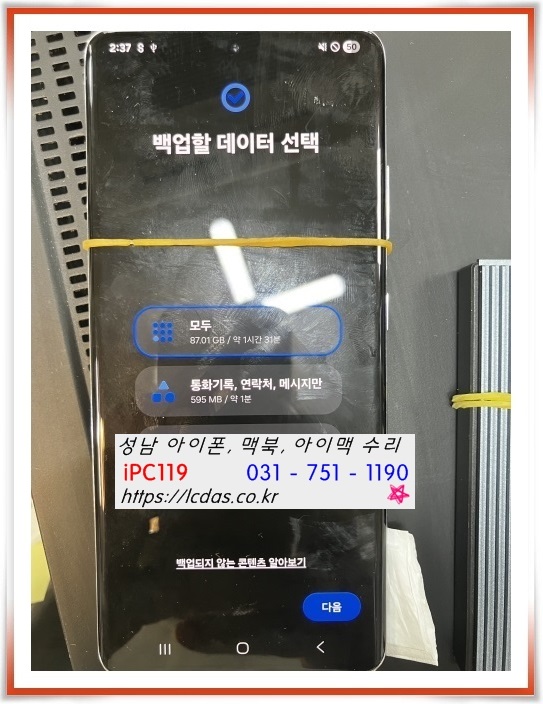 2:37
50
백업할 데이터 선택
모두
87.01 GB / 약 1시간 31분
통화기록, 연락처, 메시지만
595 MB / 약 1분
성남 아이폰, 맥북, 아이맥 수리
iPC119 031 - 751 - 1190
https://lcdas.co.kr
백업되지 않는 콘텐츠 알아보기
다음